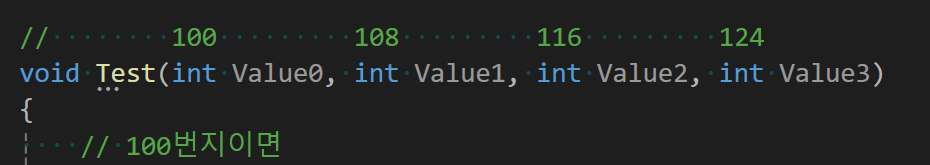 // 100 108 116 124
void Test(int Value0, int Value1, int Value2, int Value3)
{
// 100번지이면